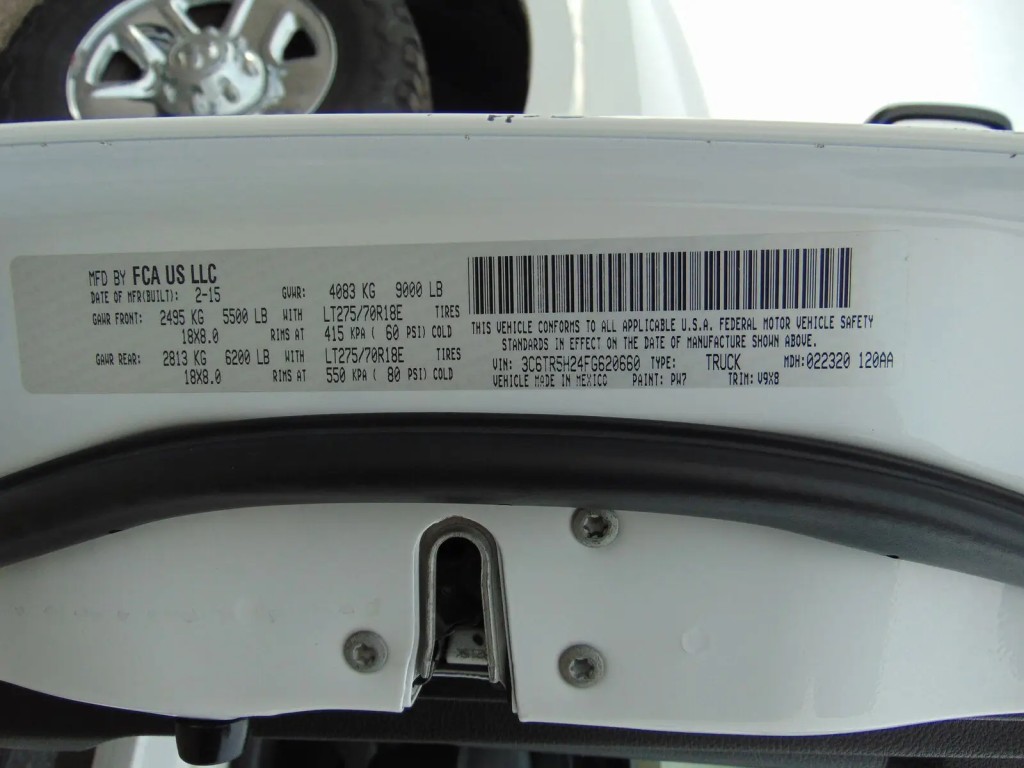 MFD BY FCA US LLC
DATE OF MFR(BUILT): 2-15 GVWR: 4083 KG 9000 LB
GAWR FRONT: 2495 KG 5500 LB WITH LT275/70R18E TIRES
18X8.0 RIMS AT 415 KPA ( 60 PSI) COLD
GAWR REAR: 2813 KG 6200 LB WITH LT275/70R18E TIRES
18X8.0 RIMS AT 550 KPA ( 80 PSI) COLD
THIS VEHICLE CONFORMS TO ALL APPLICABLE U.S.A. FEDERAL MOTOR VEHICLE SAFETY
STANDARDS IN EFFECT ON THE DATE OF MANUFACTURE SHOWN ABOVE.
VIN: 3C6TR5H24FG620660 TYPE: TRUCK MDH: 022320 120AA
VEHICLE MADE IN MEXICO PAINT: PW7 TRIM: V9X8